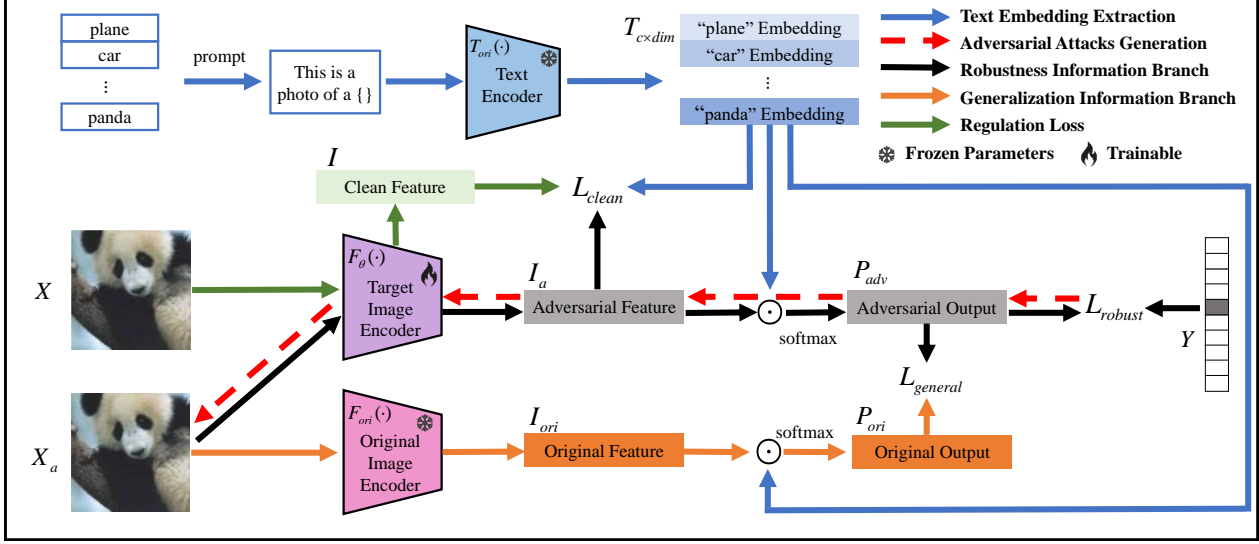 plane
car
⋮
panda
prompt
This is a
photo of a {}
T_ori(·)
Text
Encoder
T_c×dim
“plane” Embedding
“car” Embedding
⋮
“panda” Embedding
Text Embedding Extraction
Adversarial Attacks Generation
Robustness Information Branch
Generalization Information Branch
Regulation Loss
Frozen Parameters
Trainable
I
Clean Feature
L_clean
X
F_θ(·)
Target
Image
Encoder
I_a
Adversarial Feature
softmax
P_adv
Adversarial Output
L_robust
Y
L_general
X_a
F_ori(·)
Original
Image
Encoder
I_ori
Original Feature
softmax
P_ori
Original Output